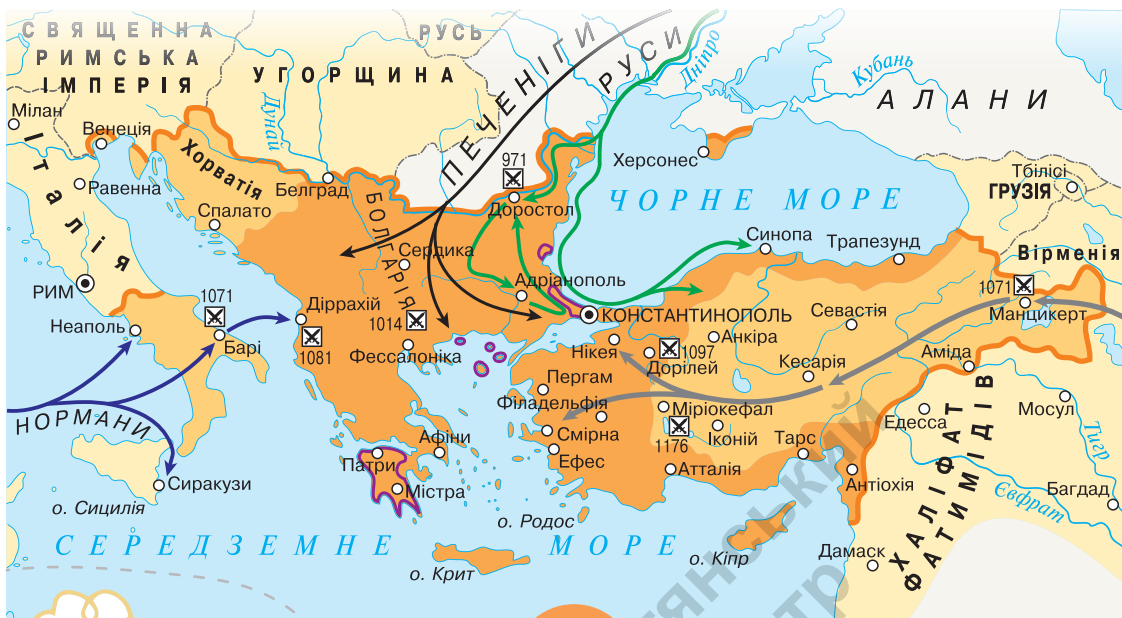 СВЯЩЕННА
РИМСЬКА
ІМПЕРІЯ
РУСЬ
УГОРЩИНА
ПЕЧЕНІГИ
РУСИ
Дніпро
Кубань
АЛАНИ
Мілан
Венеція
Італія
Равенна
Хорватія
Спалато
Дунай
Белград
БОЛГАРІЯ
971
Доростол
Херсонес
ЧОРНЕ МОРЕ
Тбілісі
ГРУЗІЯ
Вірменія
Сердика
Адріанополь
Синопа
Трапезунд
РИМ
1071
Неаполь
Барі
Діррахій
1081
1014
Фессалоніка
КОНСТАНТИНОПОЛЬ
Нікея
1097
Дорілей
Анкіра
Севастія
Кесарія
1071
Манцикерт
Аміда
НОРМАНИ
Пергам
Філадельфія
Смірна
Ефес
Міріокефал
1176
Іконій
Тарс
Атталія
Едесса
Мосул
Тигр
Афіни
Патри
Містра
Сиракузи
о. Сицилія
Антіохія
Євфрат
Багдад
ХАЛІФАТ
ФАТИМІДІВ
о. Родос
СЕРЕДЗЕМНЕ МОРЕ
о. Крит
о. Кіпр
Дамаск